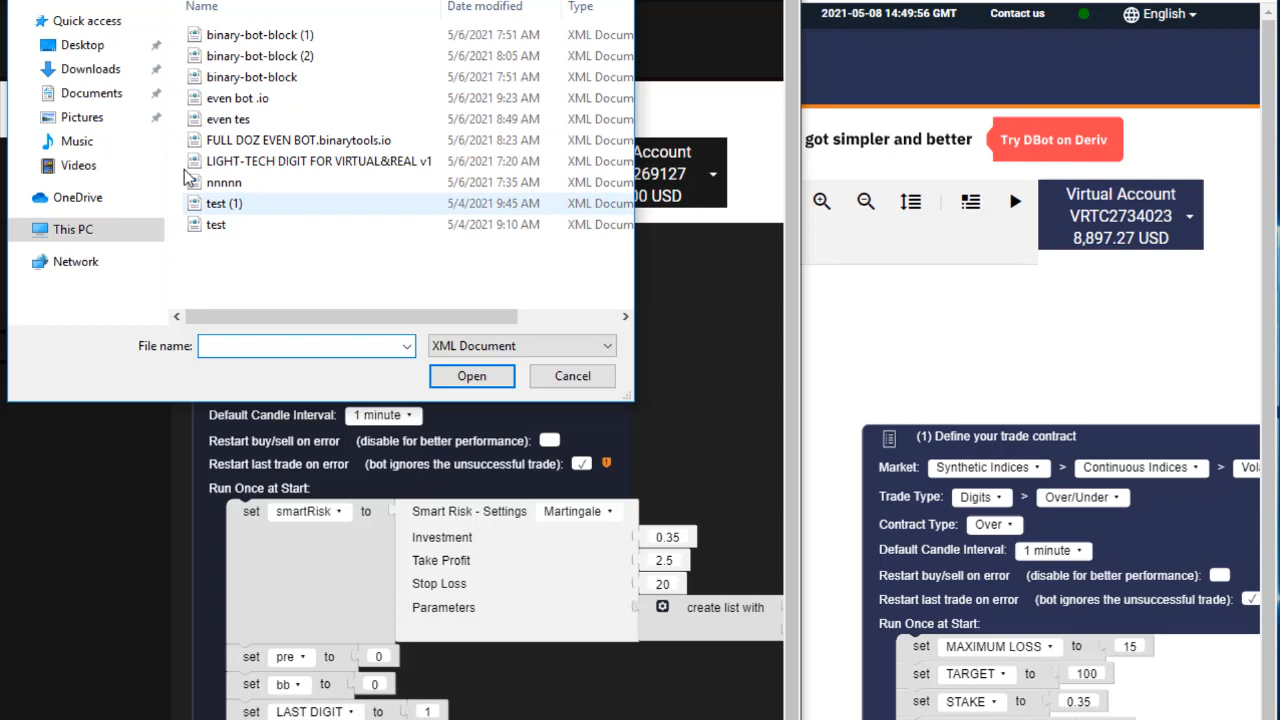 Name Date modified Type
Quick access
Desktop
Downloads
Documents
Pictures
Music
Videos
OneDrive
This PC
Network
binary-bot-block (1) 5/6/2021 7:51 AM XML Docum
binary-bot-block (2) 5/6/2021 8:05 AM XML Docum
binary-bot-block 5/6/2021 7:51 AM XML Docum
even bot .io 5/6/2021 9:23 AM XML Docum
even tes 5/6/2021 8:49 AM XML Docum
FULL DOZ EVEN BOT.binarytools.io 5/6/2021 8:23 AM XML Docum
LIGHT-TECH DIGIT FOR VIRTUAL&REAL v1 5/6/2021 7:20 AM XML Docum
nnnnn 5/6/2021 7:35 AM XML Docum
test (1) 5/4/2021 9:45 AM XML Docum
test 5/4/2021 9:10 AM XML Docum
File name: XML Document
Open Cancel
Account
269127
00 USD
Default Candle Interval: 1 minute
Restart buy/sell on error (disable for better performance):
Restart last trade on error (bot ignores the unsuccessful trade):
Run Once at Start:
set smartRisk to Smart Risk - Settings Martingale
Investment 0.35
Take Profit 2.5
Stop Loss 20
Parameters create list with
set pre to 0
set bb to 0
set LAST DIGIT to 1
2021-05-08 14:49:56 GMT Contact us English
got simpler and better Try DBot on Deriv
Virtual Account
VRTC2734023
8,897.27 USD
(1) Define your trade contract
Market: Synthetic Indices > Continuous Indices > Vol
Trade Type: Digits > Over/Under
Contract Type: Over
Default Candle Interval: 1 minute
Restart buy/sell on error (disable for better performance):
Restart last trade on error (bot ignores the unsuccessful trade):
Run Once at Start:
set MAXIMUM LOSS to 15
set TARGET to 100
set STAKE to 0.35